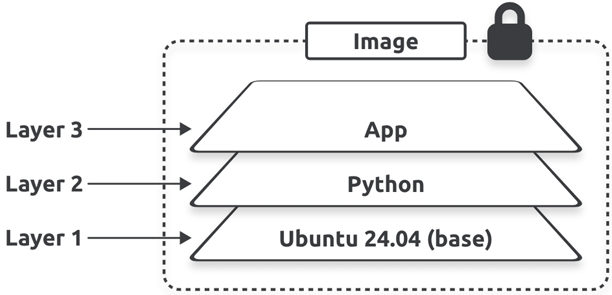 Image
Layer 3
App
Layer 2
Python
Layer 1
Ubuntu 24.04 (base)